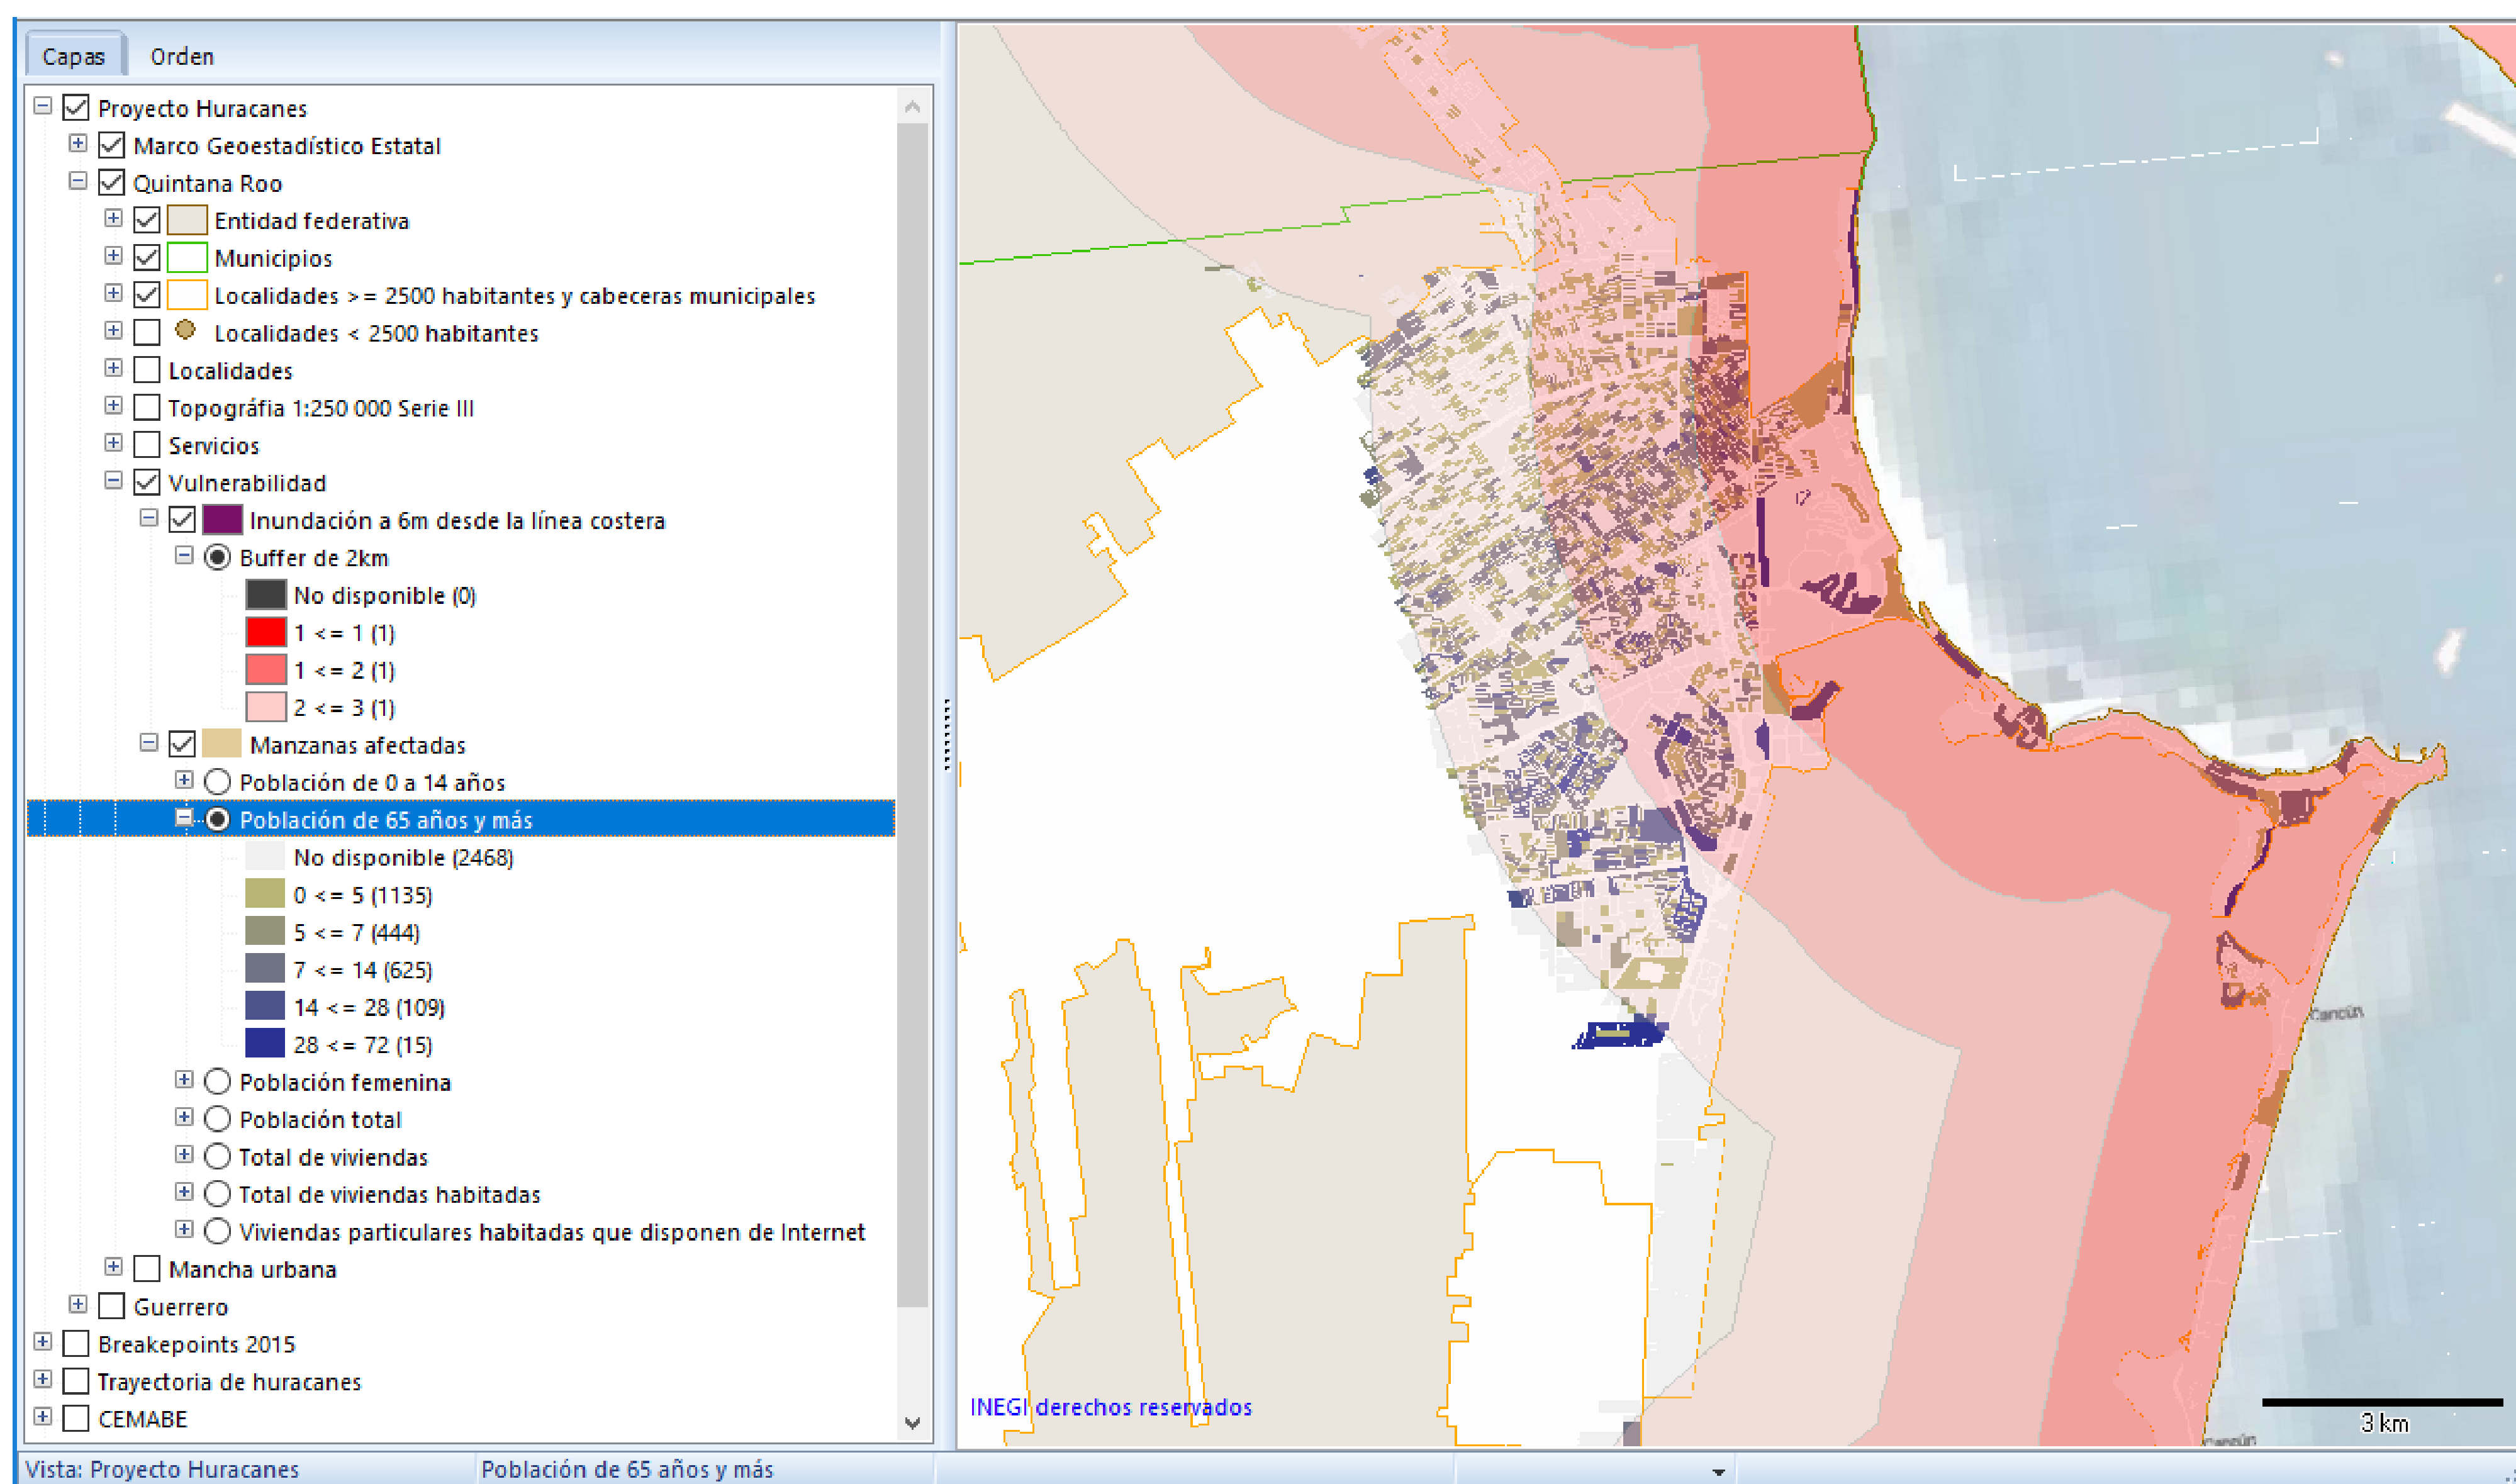 Capas Orden
Proyecto Huracanes
Marco Geoestadístico Estatal
Quintana Roo
Entidad federativa
Municipios
Localidades >= 2500 habitantes y cabeceras municipales
Localidades < 2500 habitantes
Localidades
Topográfia 1:250 000 Serie III
Servicios
Vulnerabilidad
Inundación a 6m desde la línea costera
Buffer de 2km
No disponible (0)
1 <= 1 (1)
1 <= 2 (1)
2 <= 3 (1)
Manzanas afectadas
Población de 0 a 14 años
Población de 65 años y más
No disponible (2468)
0 <= 5 (1135)
5 <= 7 (444)
7 <= 14 (625)
14 <= 28 (109)
28 <= 72 (15)
Población femenina
Población total
Total de viviendas
Total de viviendas habitadas
Viviendas particulares habitadas que disponen de Internet
Mancha urbana
Guerrero
Breakepoints 2015
Trayectoria de huracanes
CEMABE
Cancún
INEGI derechos reservados
3 km
Vista: Proyecto Huracanes Población de 65 años y más